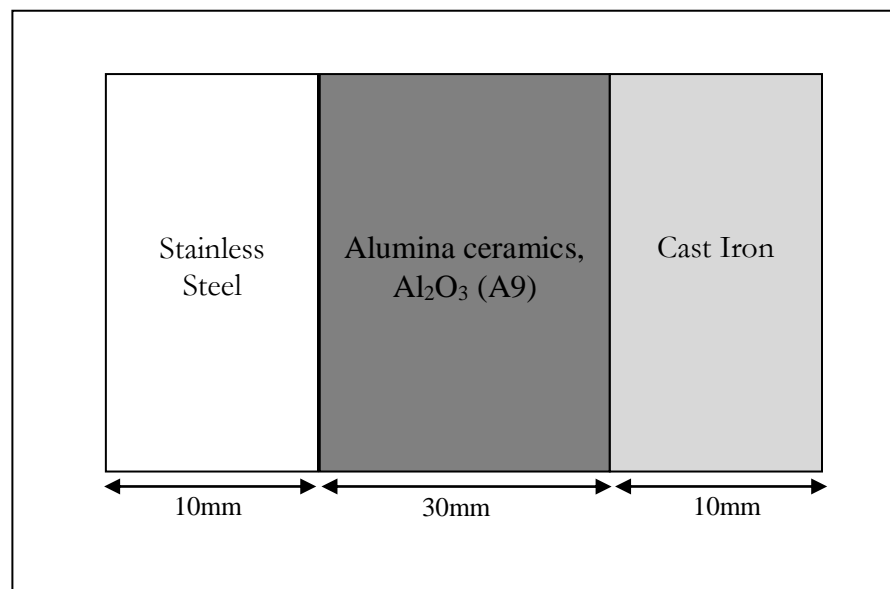 Stainless
Steel
Alumina ceramics,
Al₂O₃ (A9)
Cast Iron
10mm
30mm
10mm